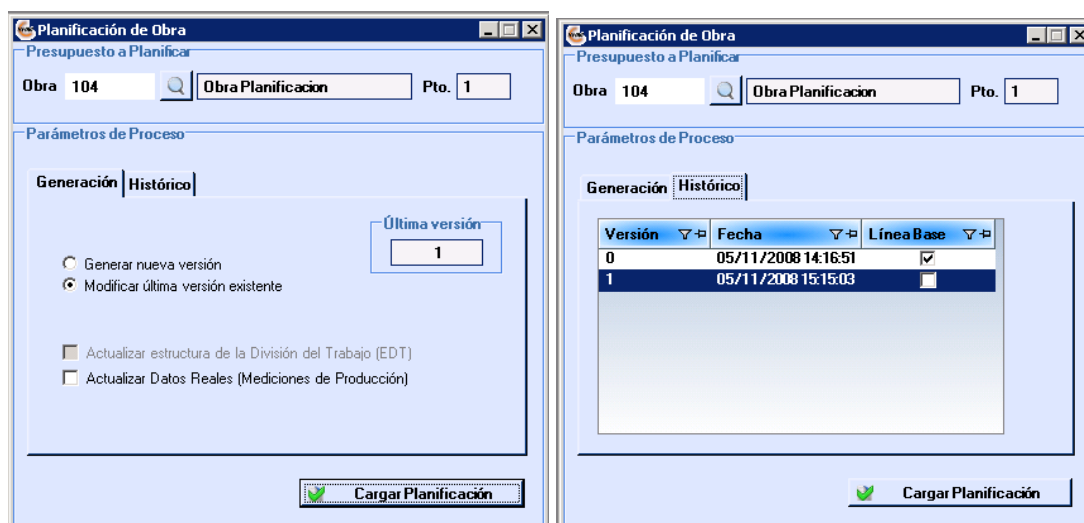 Planificación de Obra
Presupuesto a Planificar
Obra 104 Obra Planificacion Pto. 1
Parámetros de Proceso
Generación Histórico
Última versión
1
Generar nueva versión
Modificar última versión existente
Actualizar estructura de la División del Trabajo (EDT)
Actualizar Datos Reales (Mediciones de Producción)
Cargar Planificación
Planificación de Obra
Presupuesto a Planificar
Obra 104 Obra Planificacion Pto. 1
Parámetros de Proceso
Generación Histórico
Versión Fecha Línea Base
0 05/11/2008 14:16:51
1 05/11/2008 15:15:03
Cargar Planificación